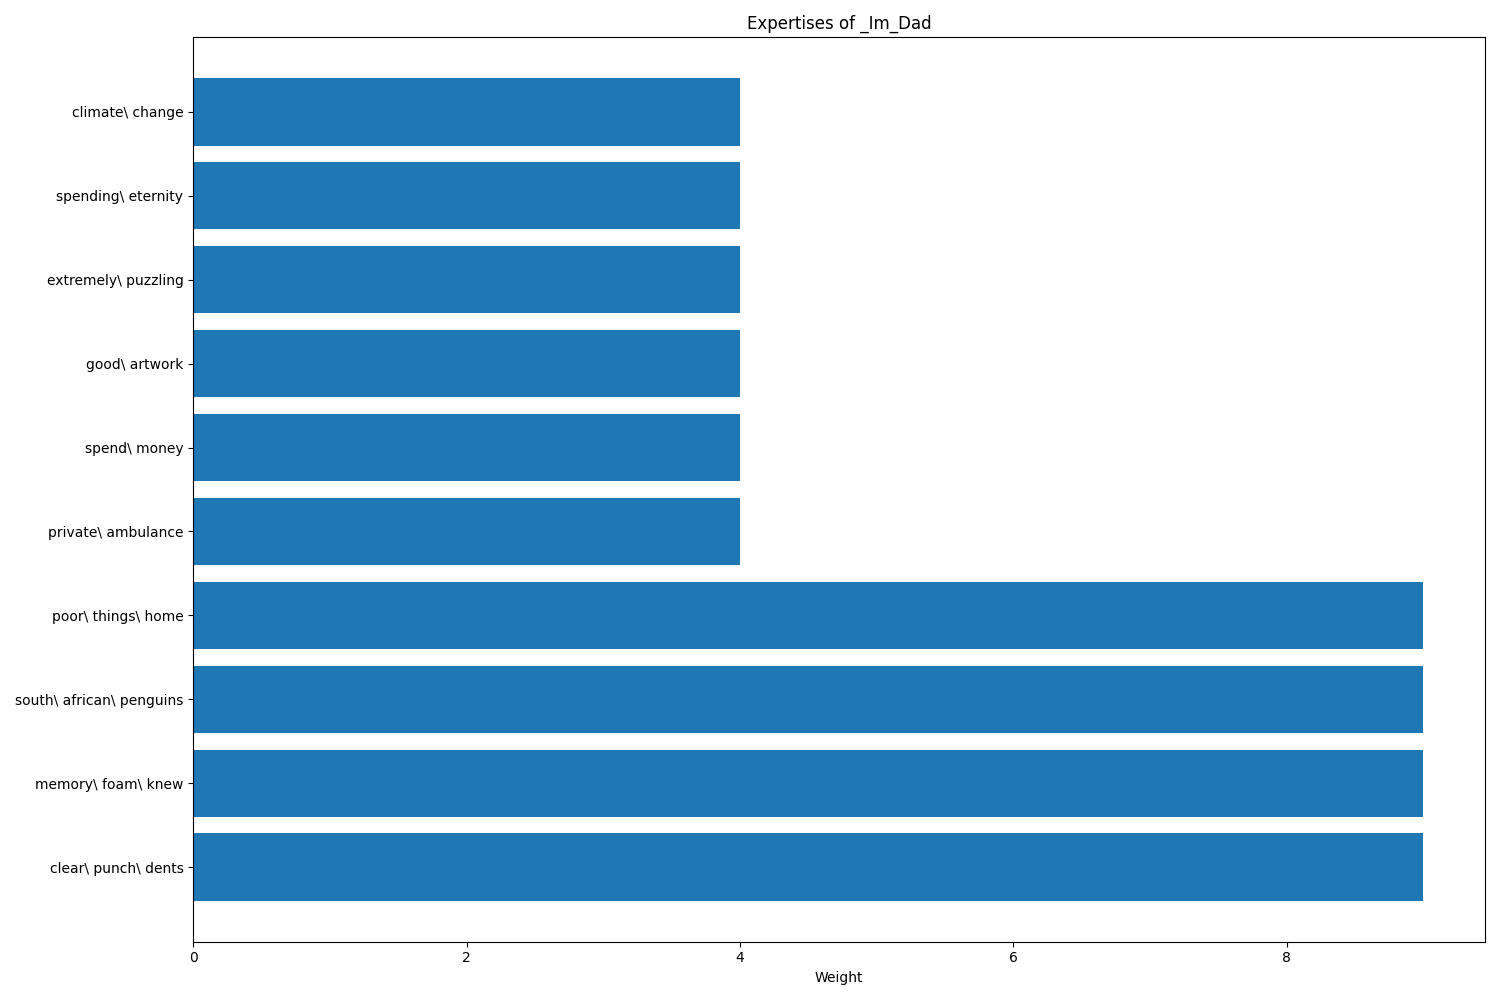 Expertises of _Im_Dad
climate\ change
spending\ eternity
extremely\ puzzling
good\ artwork
spend\ money
private\ ambulance
poor\ things\ home
south\ african\ penguins
memory\ foam\ knew
clear\ punch\ dents
0 2 4 6 8
Weight